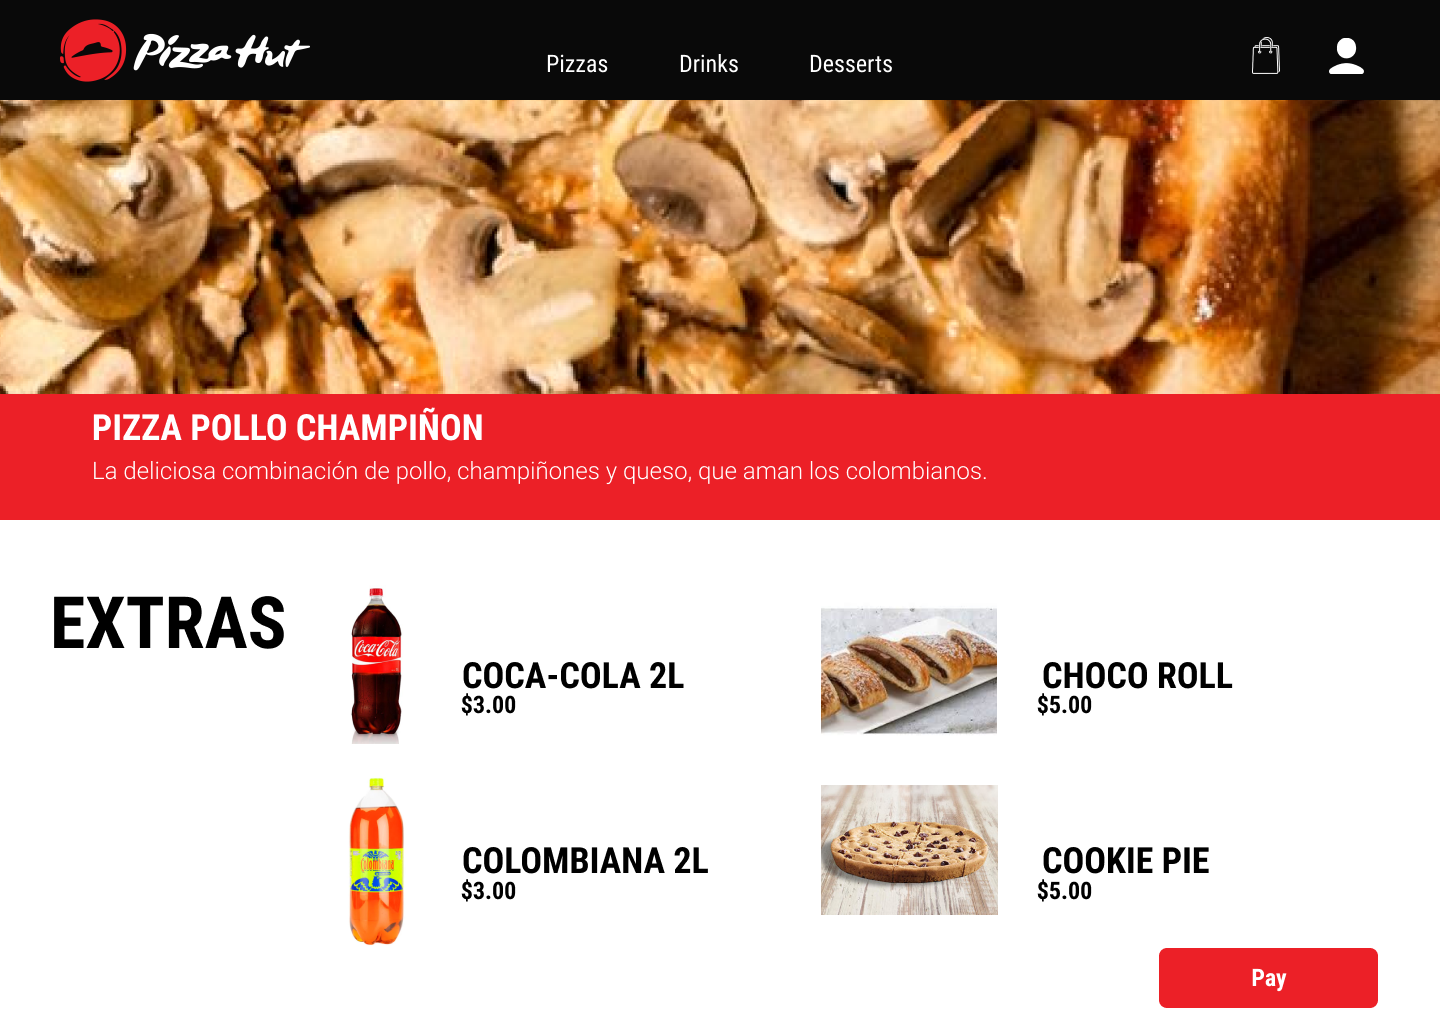 Pizza Hut
Pizzas
Drinks
Desserts
PIZZA POLLO CHAMPIÑON
La deliciosa combinación de pollo, champiñones y queso, que aman los colombianos.
EXTRAS
Coca-Cola
COCA-COLA 2L
$3.00
CHOCO ROLL
$5.00
Colombiana
COLOMBIANA 2L
$3.00
COOKIE PIE
$5.00
Pay